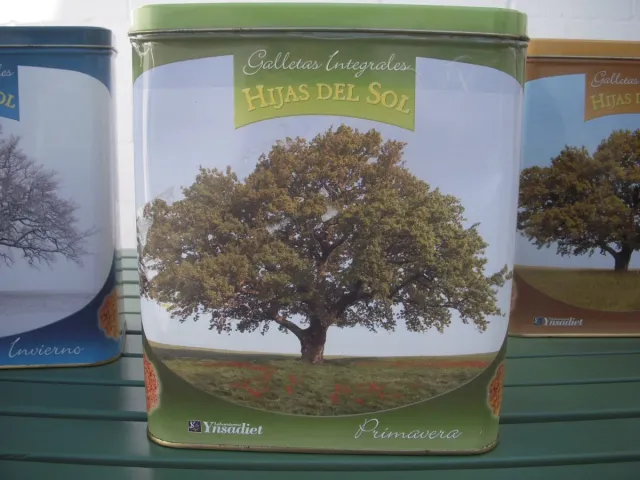 Galletas Integrales
HIJAS DEL SOL
Ynsadiet
Primavera
SOL
Invierno
Galletas
HIJAS DEL
Ynsadiet